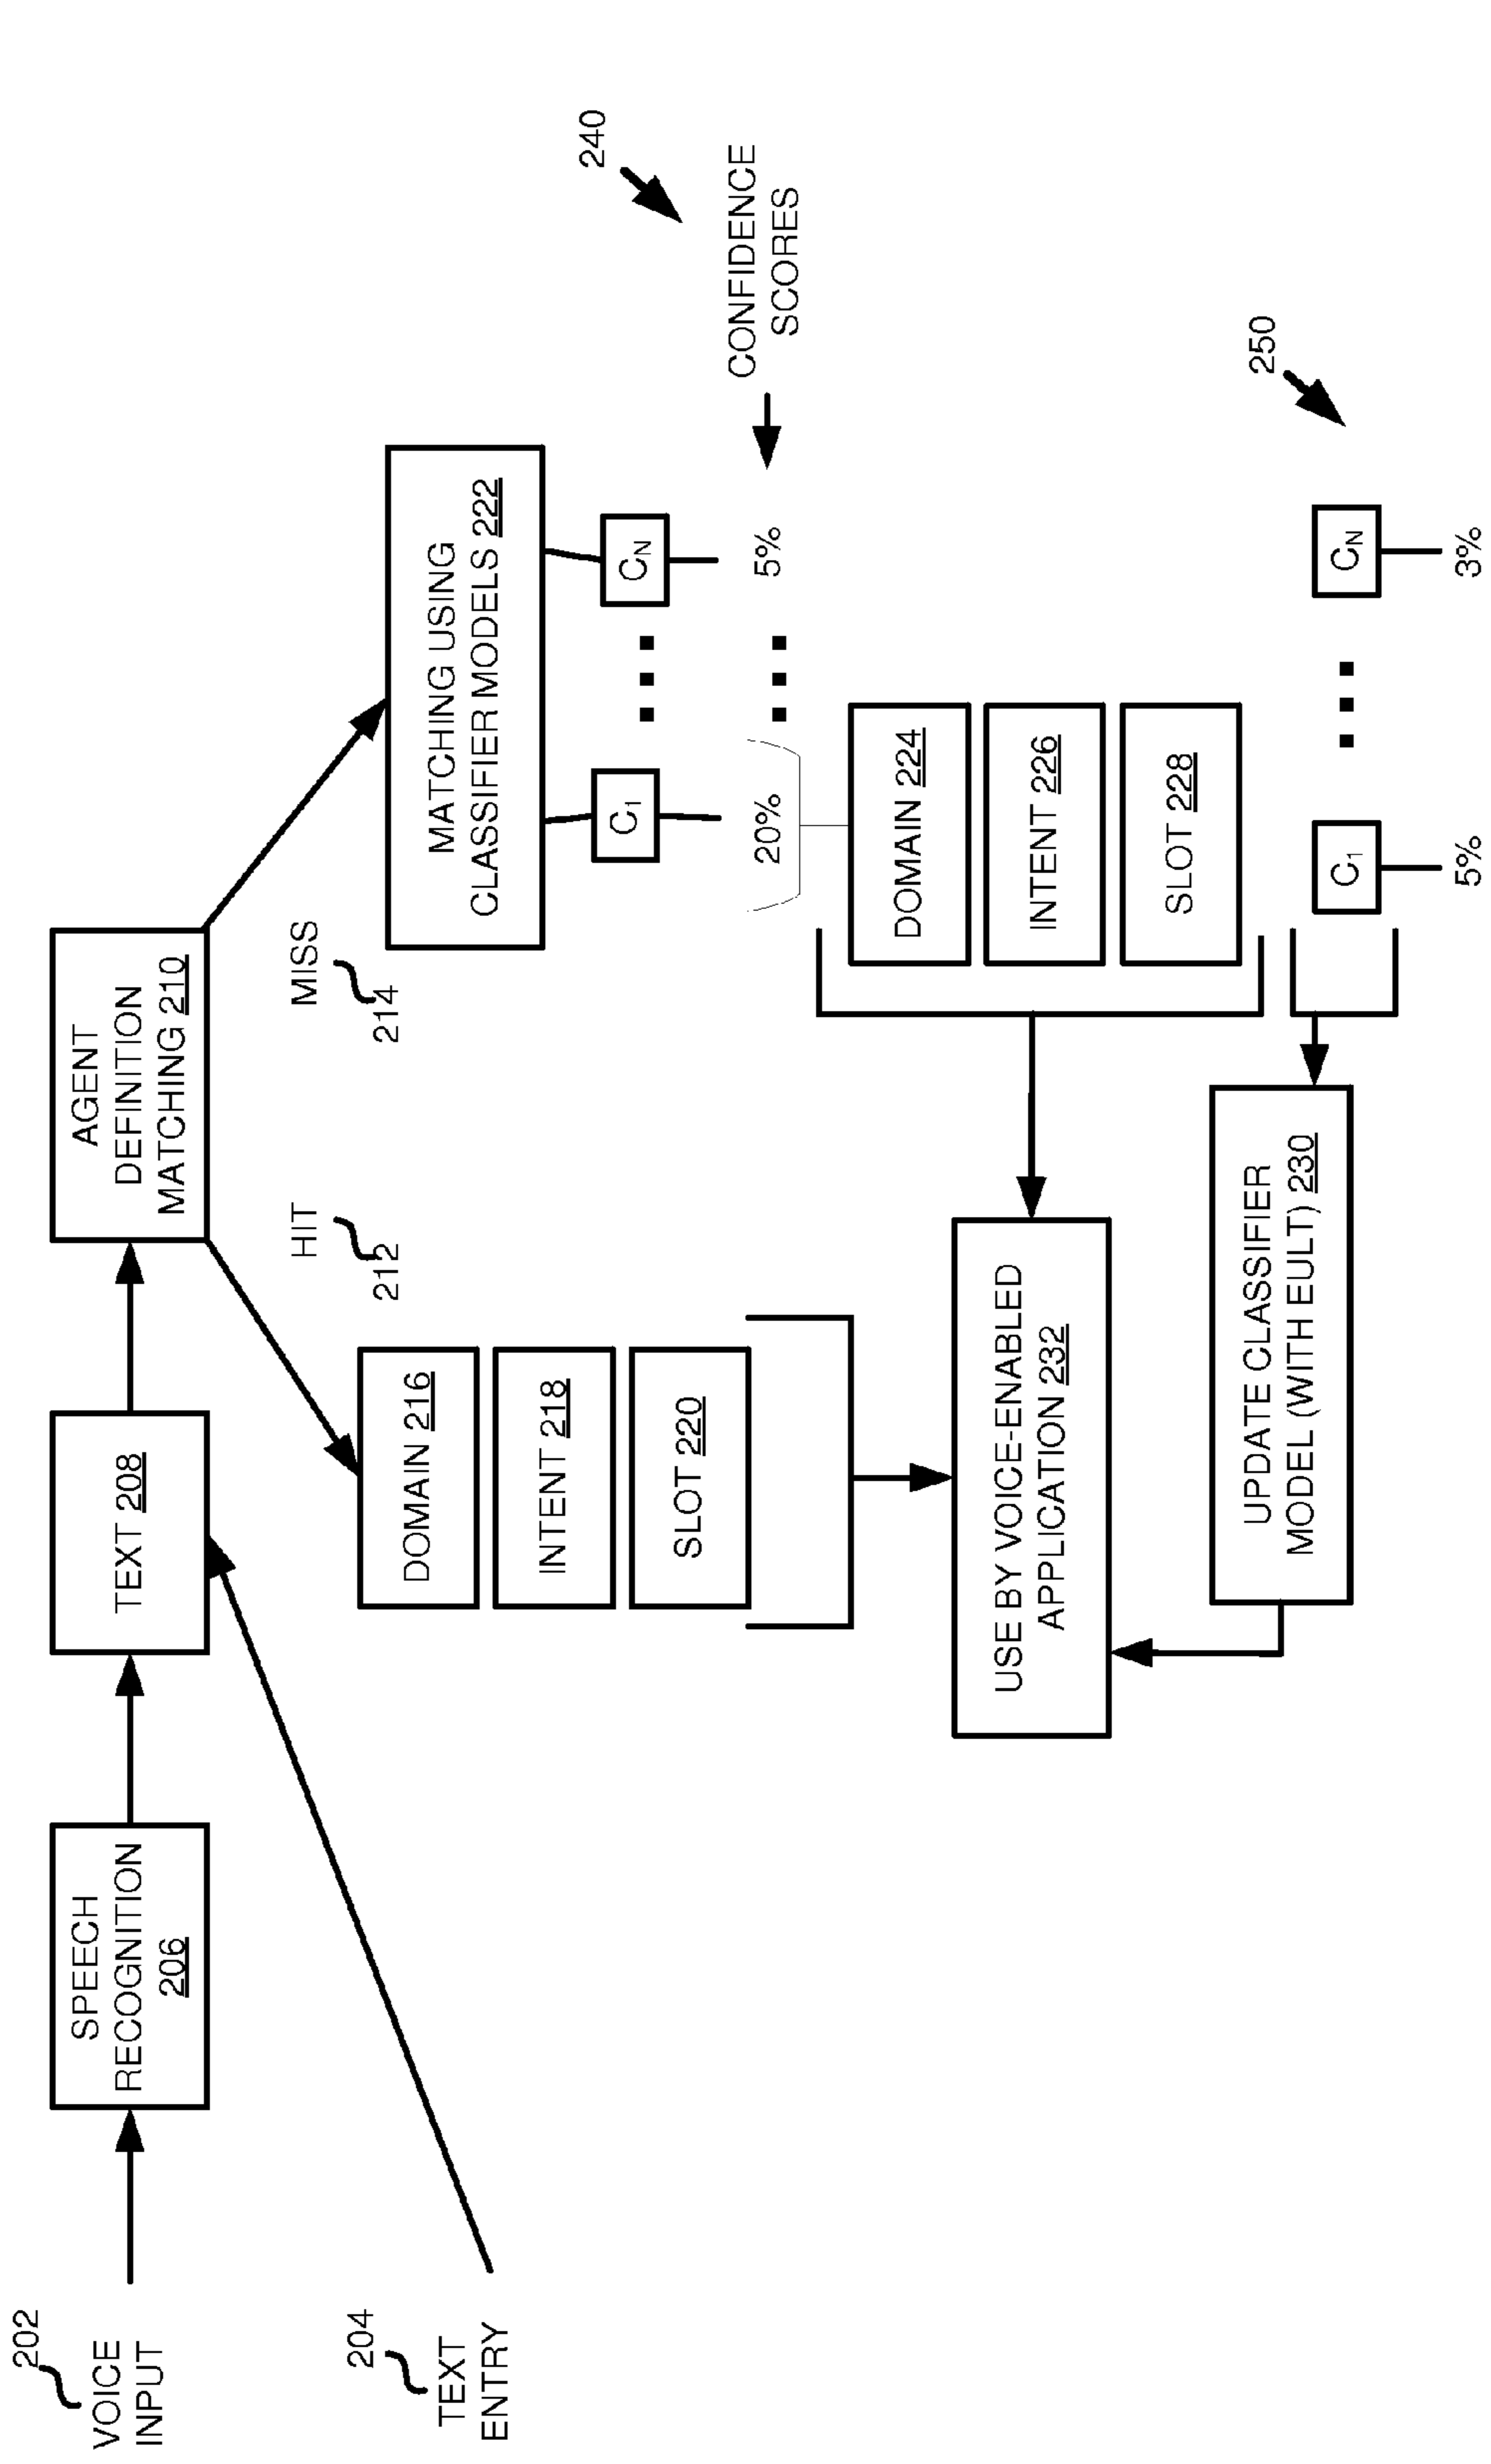 202
VOICE
INPUT
SPEECH
RECOGNITION
206
TEXT 208
AGENT
DEFINITION
MATCHING 210
204
TEXT
ENTRY
HIT
212
MISS
214
DOMAIN 216
INTENT 218
SLOT 220
MATCHING USING
CLASSIFIER MODELS 222
C1
CN
240
20%
5%
CONFIDENCE
SCORES
DOMAIN 224
INTENT 226
SLOT 228
USE BY VOICE-ENABLED
APPLICATION 232
UPDATE CLASSIFIER
MODEL (WITH EULT) 230
250
C1
CN
5%
3%